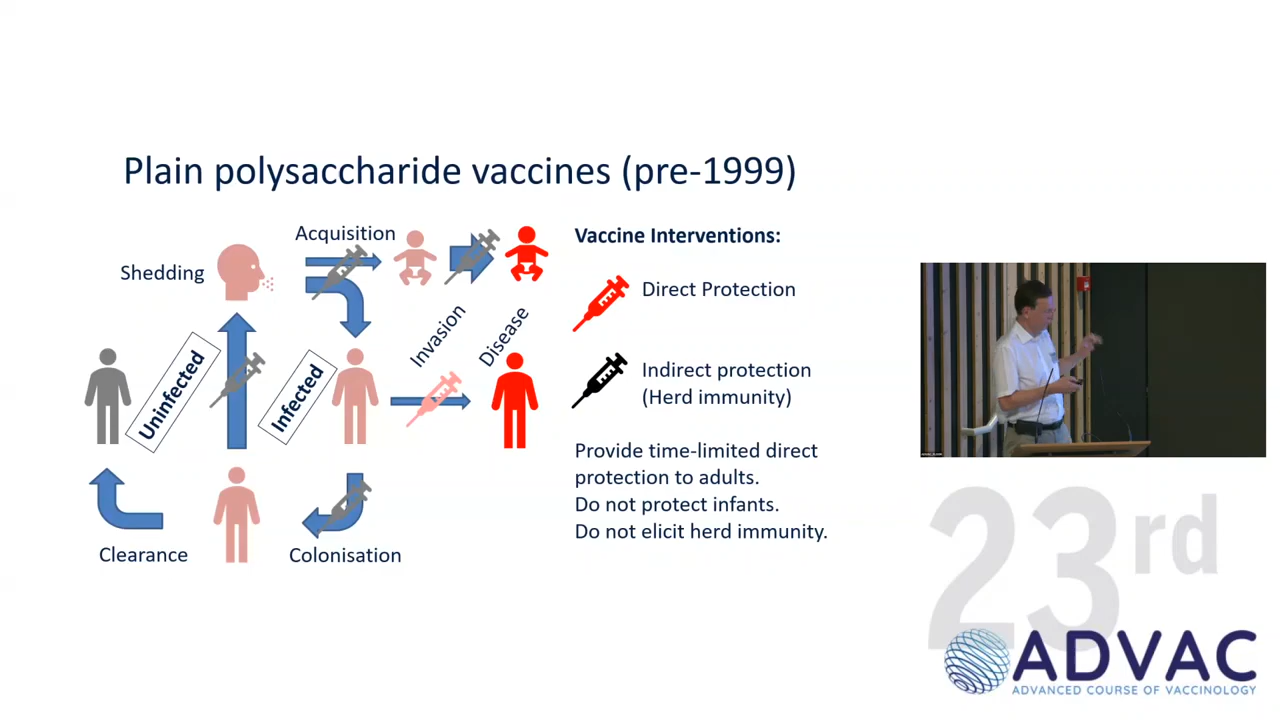 Plain polysaccharide vaccines (pre-1999)
Acquisition
Shedding
Uninfected
Infected
Invasion
Disease
Clearance
Colonisation
Vaccine Interventions:
Direct Protection
Indirect protection
(Herd immunity)
Provide time-limited direct
protection to adults.
Do not protect infants.
Do not elicit herd immunity.
23rd
ADVAC
ADVANCED COURSE OF VACCINOLOGY